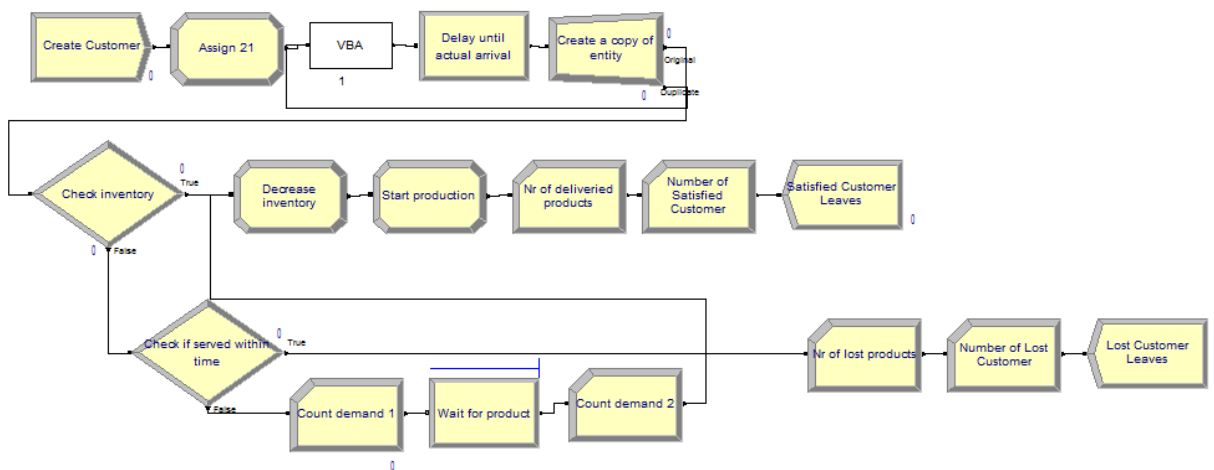 Create Customer
0
Assign 21
VBA
1
Delay until
actual arrival
Create a copy of
entity
0
Original
0
Duplicate
Check inventory
0
True
0
False
Decrease
inventory
Start production
Nr of deliveried
products
Number of
Satisfied
Customer
Satisfied Customer
Leaves
0
Check if served within
time
0
True
False
Count demand 1
0
Wait for product
Count demand 2
Nr of lost products
Number of Lost
Customer
Lost Customer
Leaves